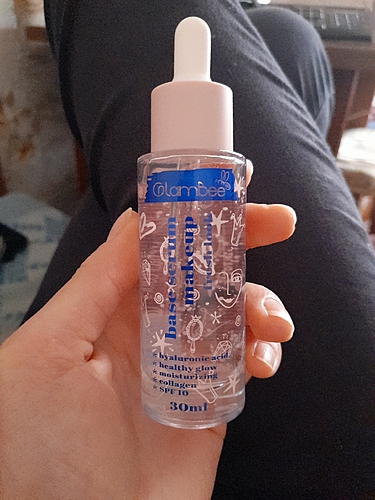 Glambee
base serum
makeup
* hyaluronic acid
* healthy glow
* moisturizing
* collagen
* SPF 10
30ml